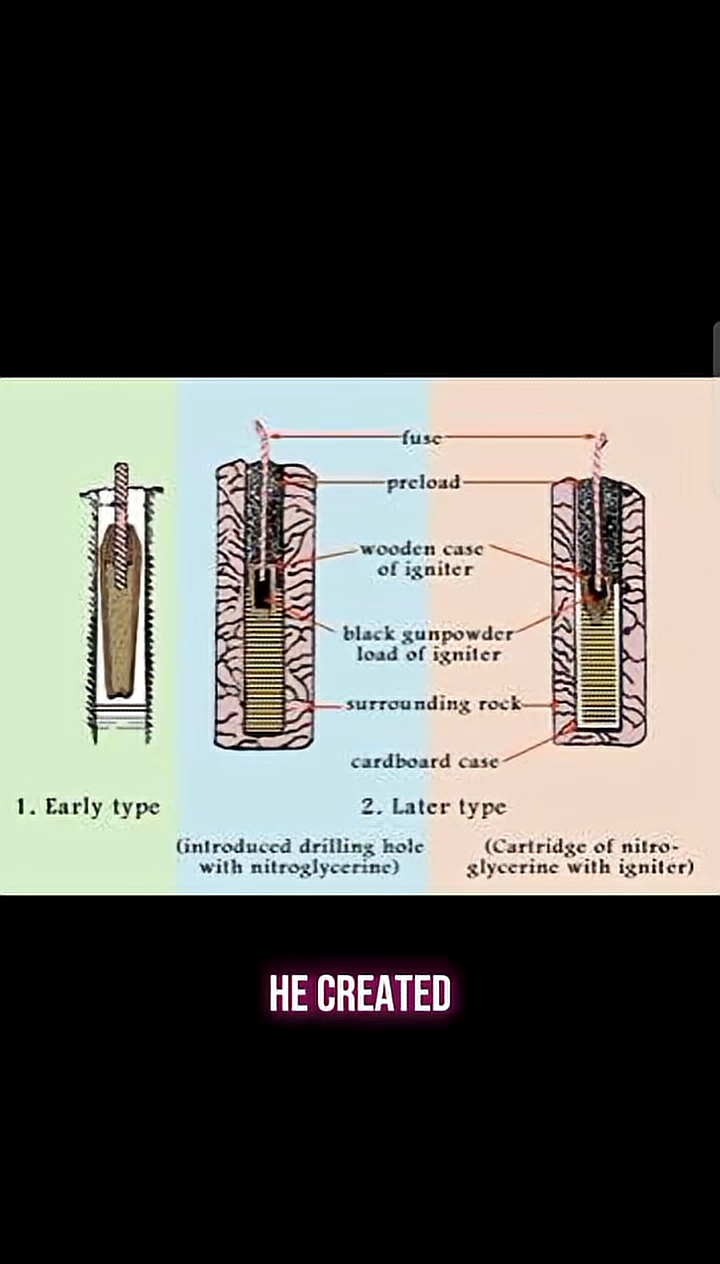 fuse
preload
wooden case
of igniter
black gunpowder
load of igniter
surrounding rock
cardboard case
1. Early type
2. Later type
(introduced drilling hole
with nitroglycerine)
(Cartridge of nitro-
glycerine with igniter)
HE CREATED